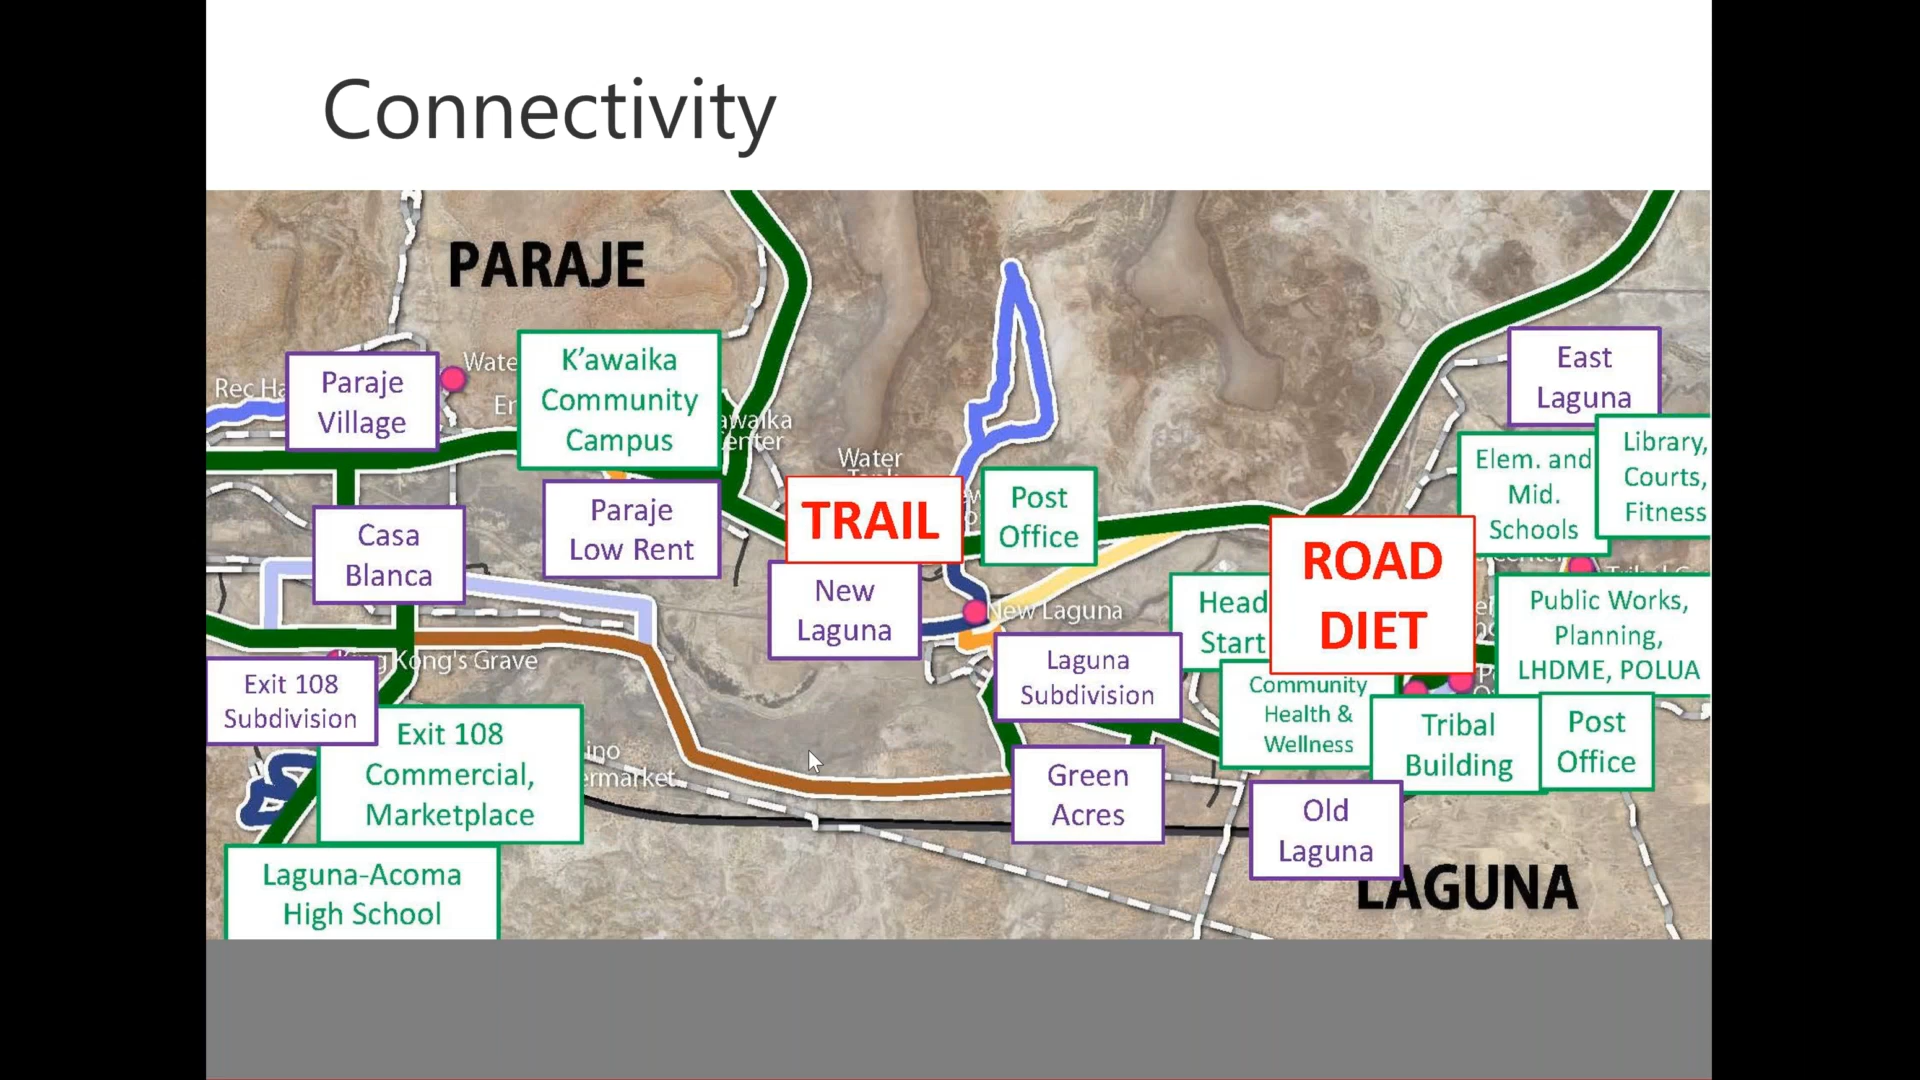 Connectivity
PARAJE
Paraje
Village
K'awaika
Community
Campus
Water
East
Laguna
Library,
Courts,
Fitness
Elem. and
Mid.
Schools
Casa
Blanca
Paraje
Low Rent
TRAIL
Post
Office
ROAD
DIET
New
Laguna
New Laguna
Head
Start
Public Works,
Planning,
LHDME, POLUA
Kong's Grave
Exit 108
Subdivision
Laguna
Subdivision
Community
Health &
Wellness
Tribal
Building
Post
Office
Exit 108
Commercial,
Marketplace
Green
Acres
Old
Laguna
Laguna-Acoma
High School
LAGUNA